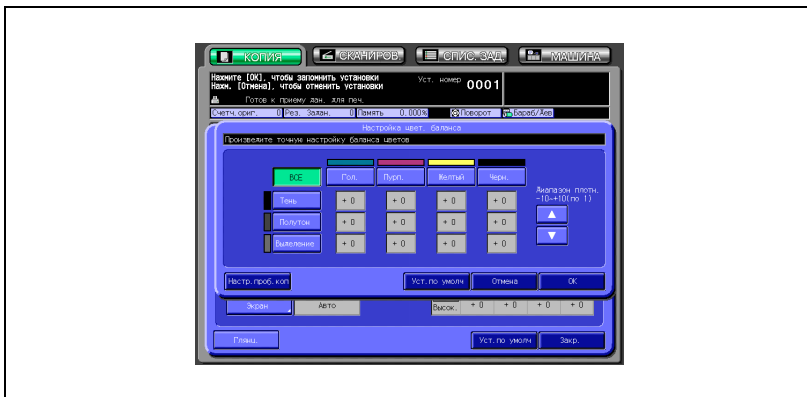 КОПИЯ СКАНИРОВ. СПИС. ЗАД. МАШИНА
Нажмите [OK], чтобы запомнить установки
Нажм. [Отмена], чтобы отменить установки
Уст. номер 0001
Готов к приему дан. для печ.
Счетч.ориг. 0 Рез. Задан. 0 Память 0.000% Поворот Бараб/Лев
Настройка цвет. баланса
Произведите точную настройку баланса цветов
ВСЕ Гол. Пурп. Желтый Черн.
Диапазон плотн.
-10~+10(по 1)
Тень + 0 + 0 + 0 + 0
Полутон + 0 + 0 + 0 + 0
Выделение + 0 + 0 + 0 + 0
Настр.проб.коп Уст.по умолч Отмена OK
Экран Авто Высок. + 0 + 0 + 0 + 0
Глянц. Уст.по умолч Закр.